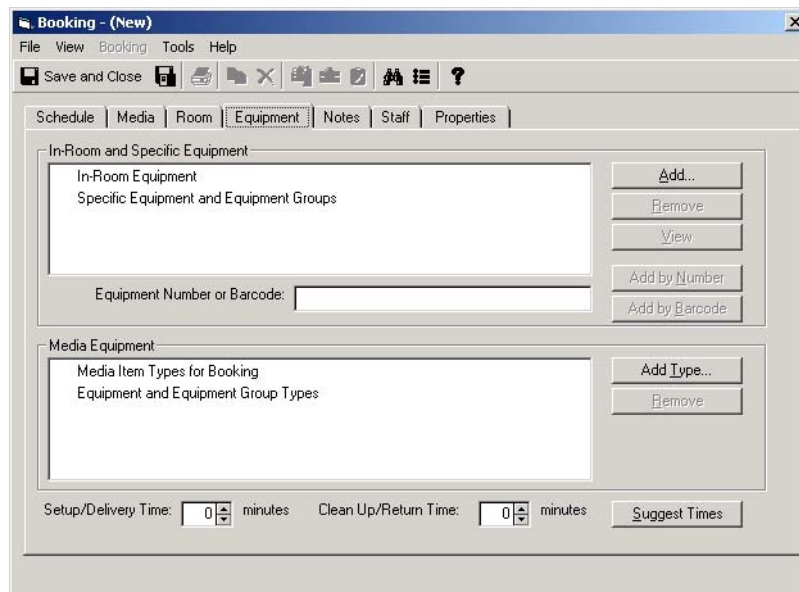 Booking - (New)
File View Booking Tools Help
Save and Close
Schedule Media Room Equipment Notes Staff Properties
In-Room and Specific Equipment
In-Room Equipment
Specific Equipment and Equipment Groups
Add...
Remove
View
Add by Number
Equipment Number or Barcode:
Add by Barcode
Media Equipment
Media Item Types for Booking
Equipment and Equipment Group Types
Add Type...
Remove
Setup/Delivery Time: 0 minutes Clean Up/Return Time: 0 minutes Suggest Times